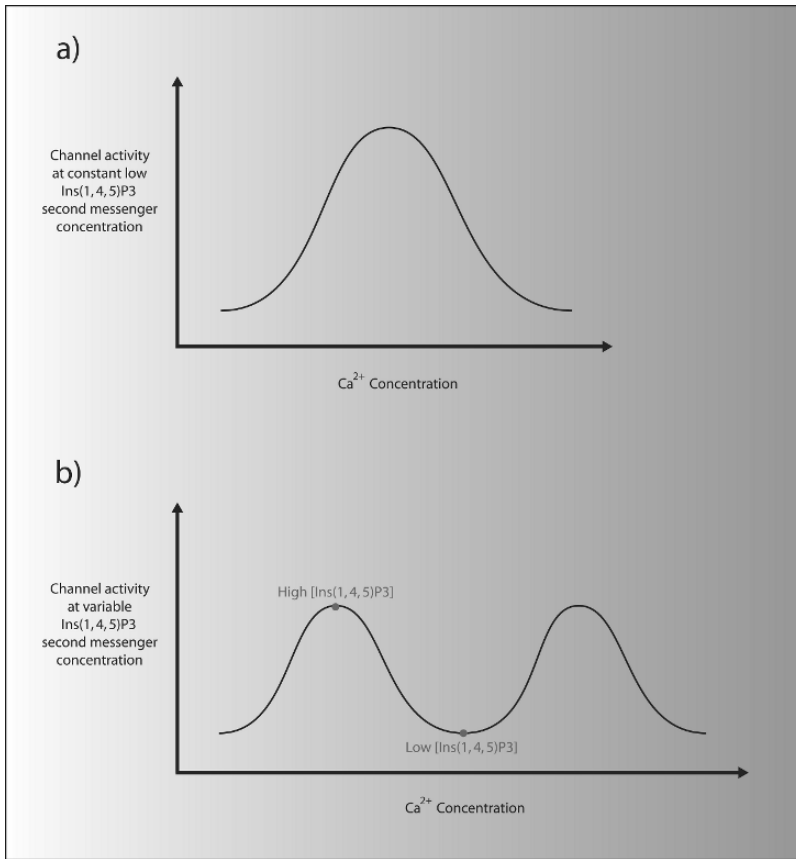 a)
Channel activity
at constant low
Ins(1,4,5)P3
second messenger
concentration
Ca2+ Concentration
b)
Channel activity
at variable
Ins(1,4,5)P3
second messenger
concentration
High [Ins(1,4,5)P3]
Low [Ins(1,4,5)P3]
Ca2+ Concentration